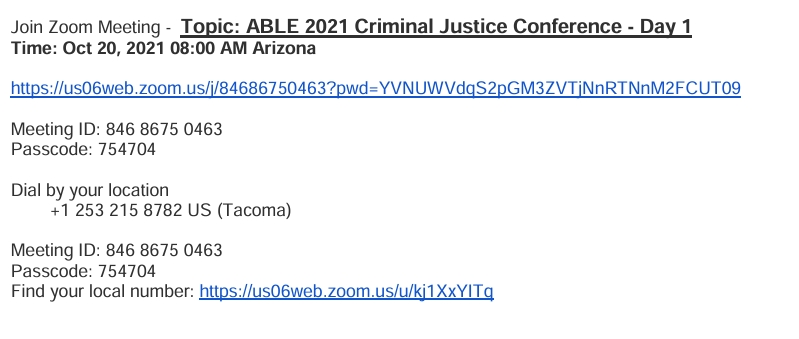 Join Zoom Meeting - Topic: ABLE 2021 Criminal Justice Conference - Day 1
Time: Oct 20, 2021 08:00 AM Arizona
https://us06web.zoom.us/j/84686750463?pwd=YVNUWVdqS2pGM3ZVTjNnRTNnM2FCUT09
Meeting ID: 846 8675 0463
Passcode: 754704
Dial by your location
+1 253 215 8782 US (Tacoma)
Meeting ID: 846 8675 0463
Passcode: 754704
Find your local number: https://us06web.zoom.us/u/kj1XxYITq